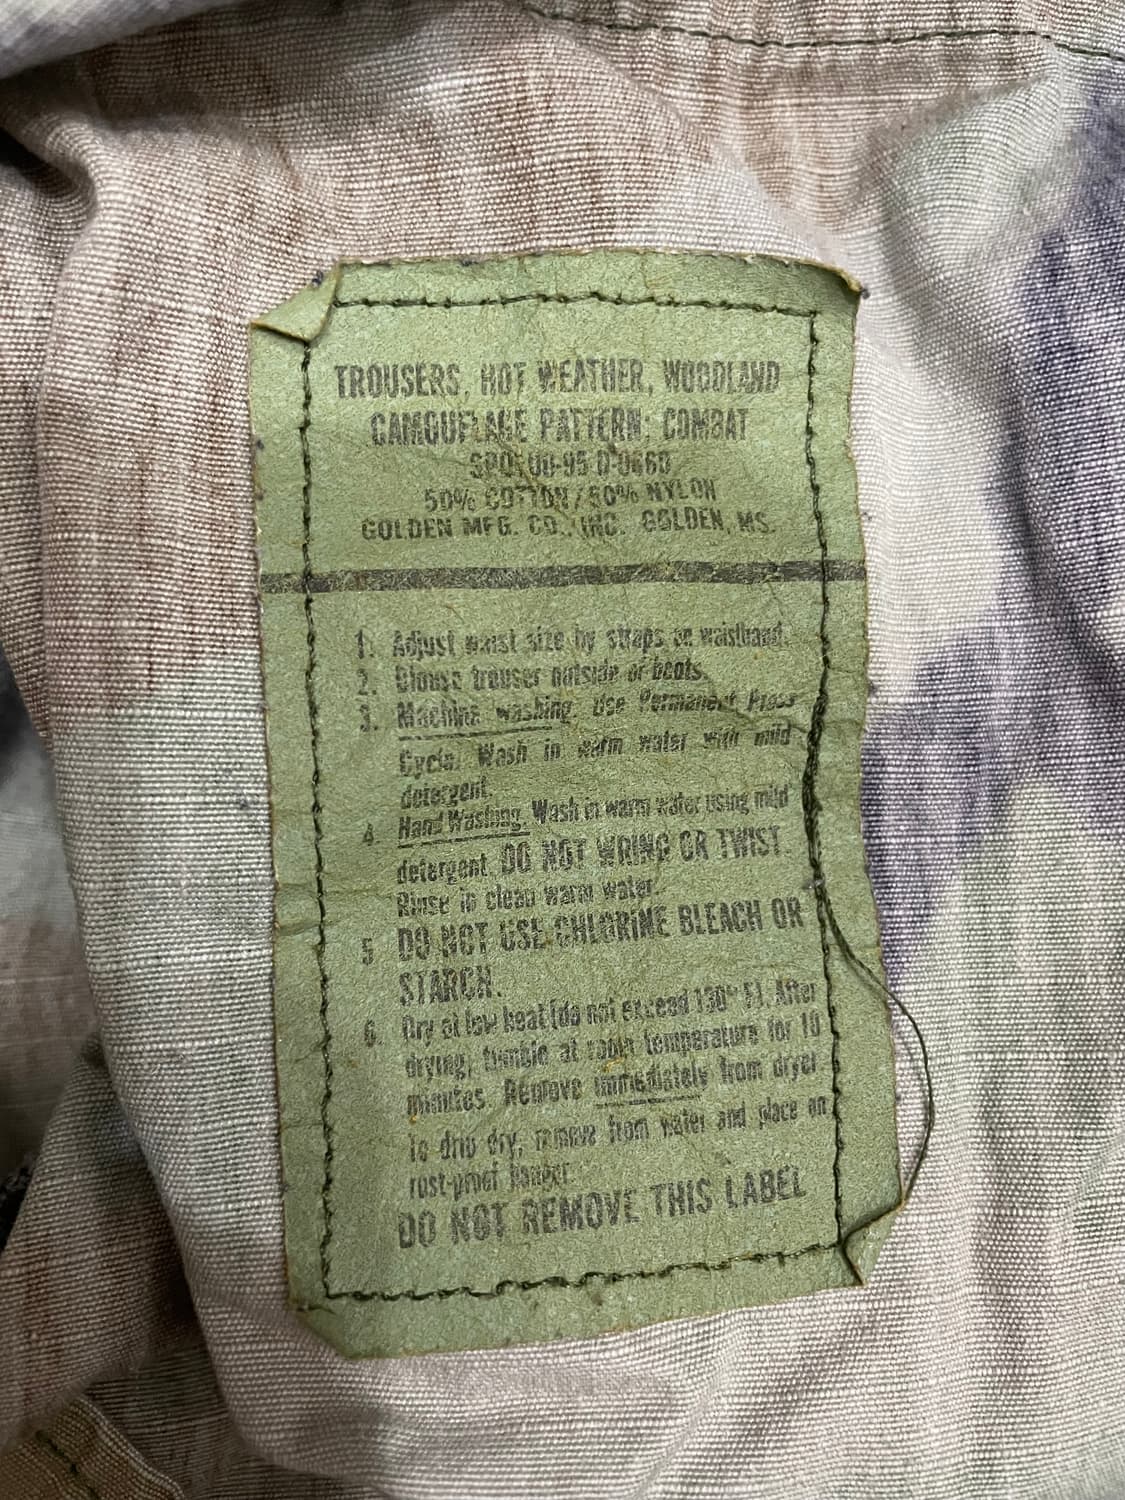 TROUSERS, HOT WEATHER, WOODLAND
CAMOUFLAGE PATTERN: COMBAT
50% COTTON/50% NYLON
GOLDEN MFG. CO., INC. GOLDEN, MS.
1. Adjust waist size by straps on waistband.
2. Blouse trouser outside of boots.
3. Machine washing. Use Permanent Press
Cycle. Wash in warm water with mild
detergent.
4. Hand Washing. Wash in warm water using mild
detergent. DO NOT WRING OR TWIST.
Rinse in clean warm water.
5 DO NOT USE CHLORINE BLEACH OR
STARCH.
6. Dry at low heat (do not exceed 130° F). After
drying, tumble at room temperature for 10
minutes. Remove immediately from dryer
To drip dry, remove from water and place on
rust-proof hanger.
DO NOT REMOVE THIS LABEL